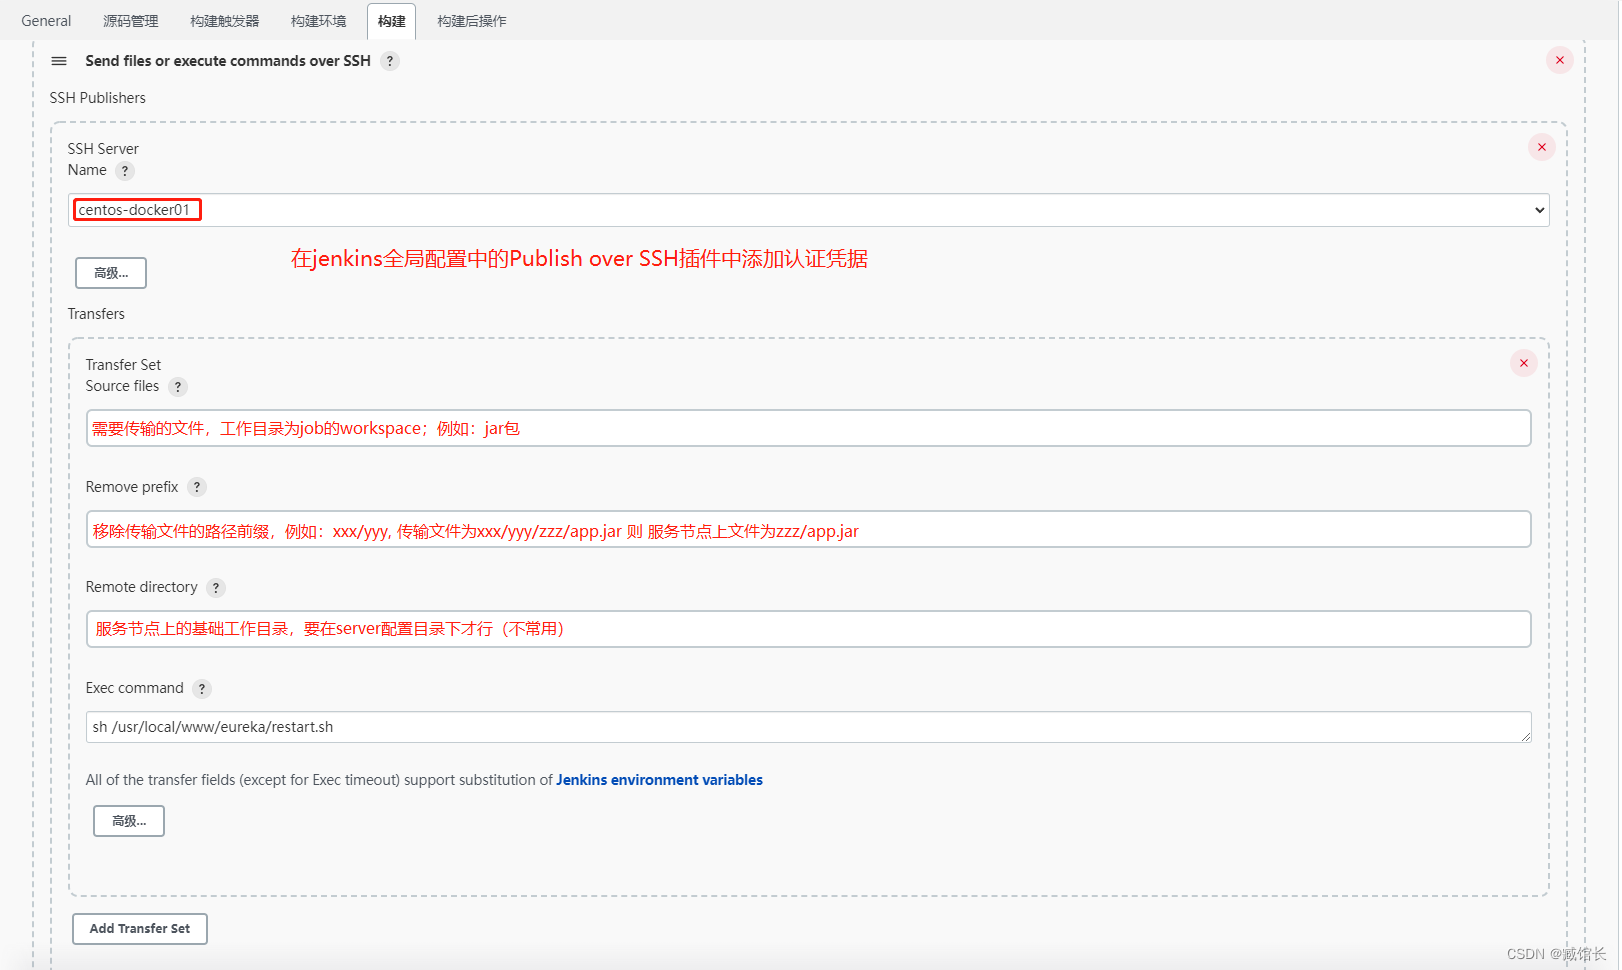 General 源码管理 构建触发器 构建环境 构建 构建后操作
Send files or execute commands over SSH ?
SSH Publishers
SSH Server
Name ?
centos-docker01
在jenkins全局配置中的Publish over SSH插件中添加认证凭据
高级...
Transfers
Transfer Set
Source files ?
需要传输的文件，工作目录为job的workspace；例如：jar包
Remove prefix ?
移除传输文件的路径前缀，例如：xxx/yyy, 传输文件为xxx/yyy/zzz/app.jar 则 服务节点上文件为zzz/app.jar
Remote directory ?
服务节点上的基础工作目录，要在server配置目录下才行（不常用）
Exec command ?
sh /usr/local/www/eureka/restart.sh
All of the transfer fields (except for Exec timeout) support substitution of Jenkins environment variables
高级...
Add Transfer Set
CSDN @臧馆长